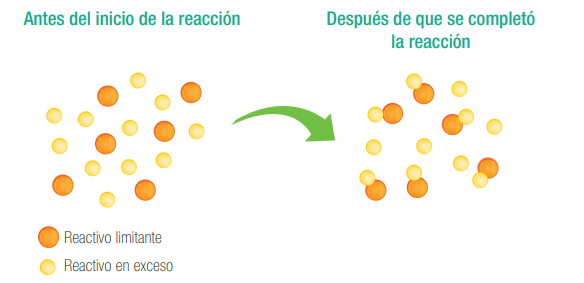 Antes del inicio de la reacción
Después de que se completó
la reacción
Reactivo limitante
Reactivo en exceso